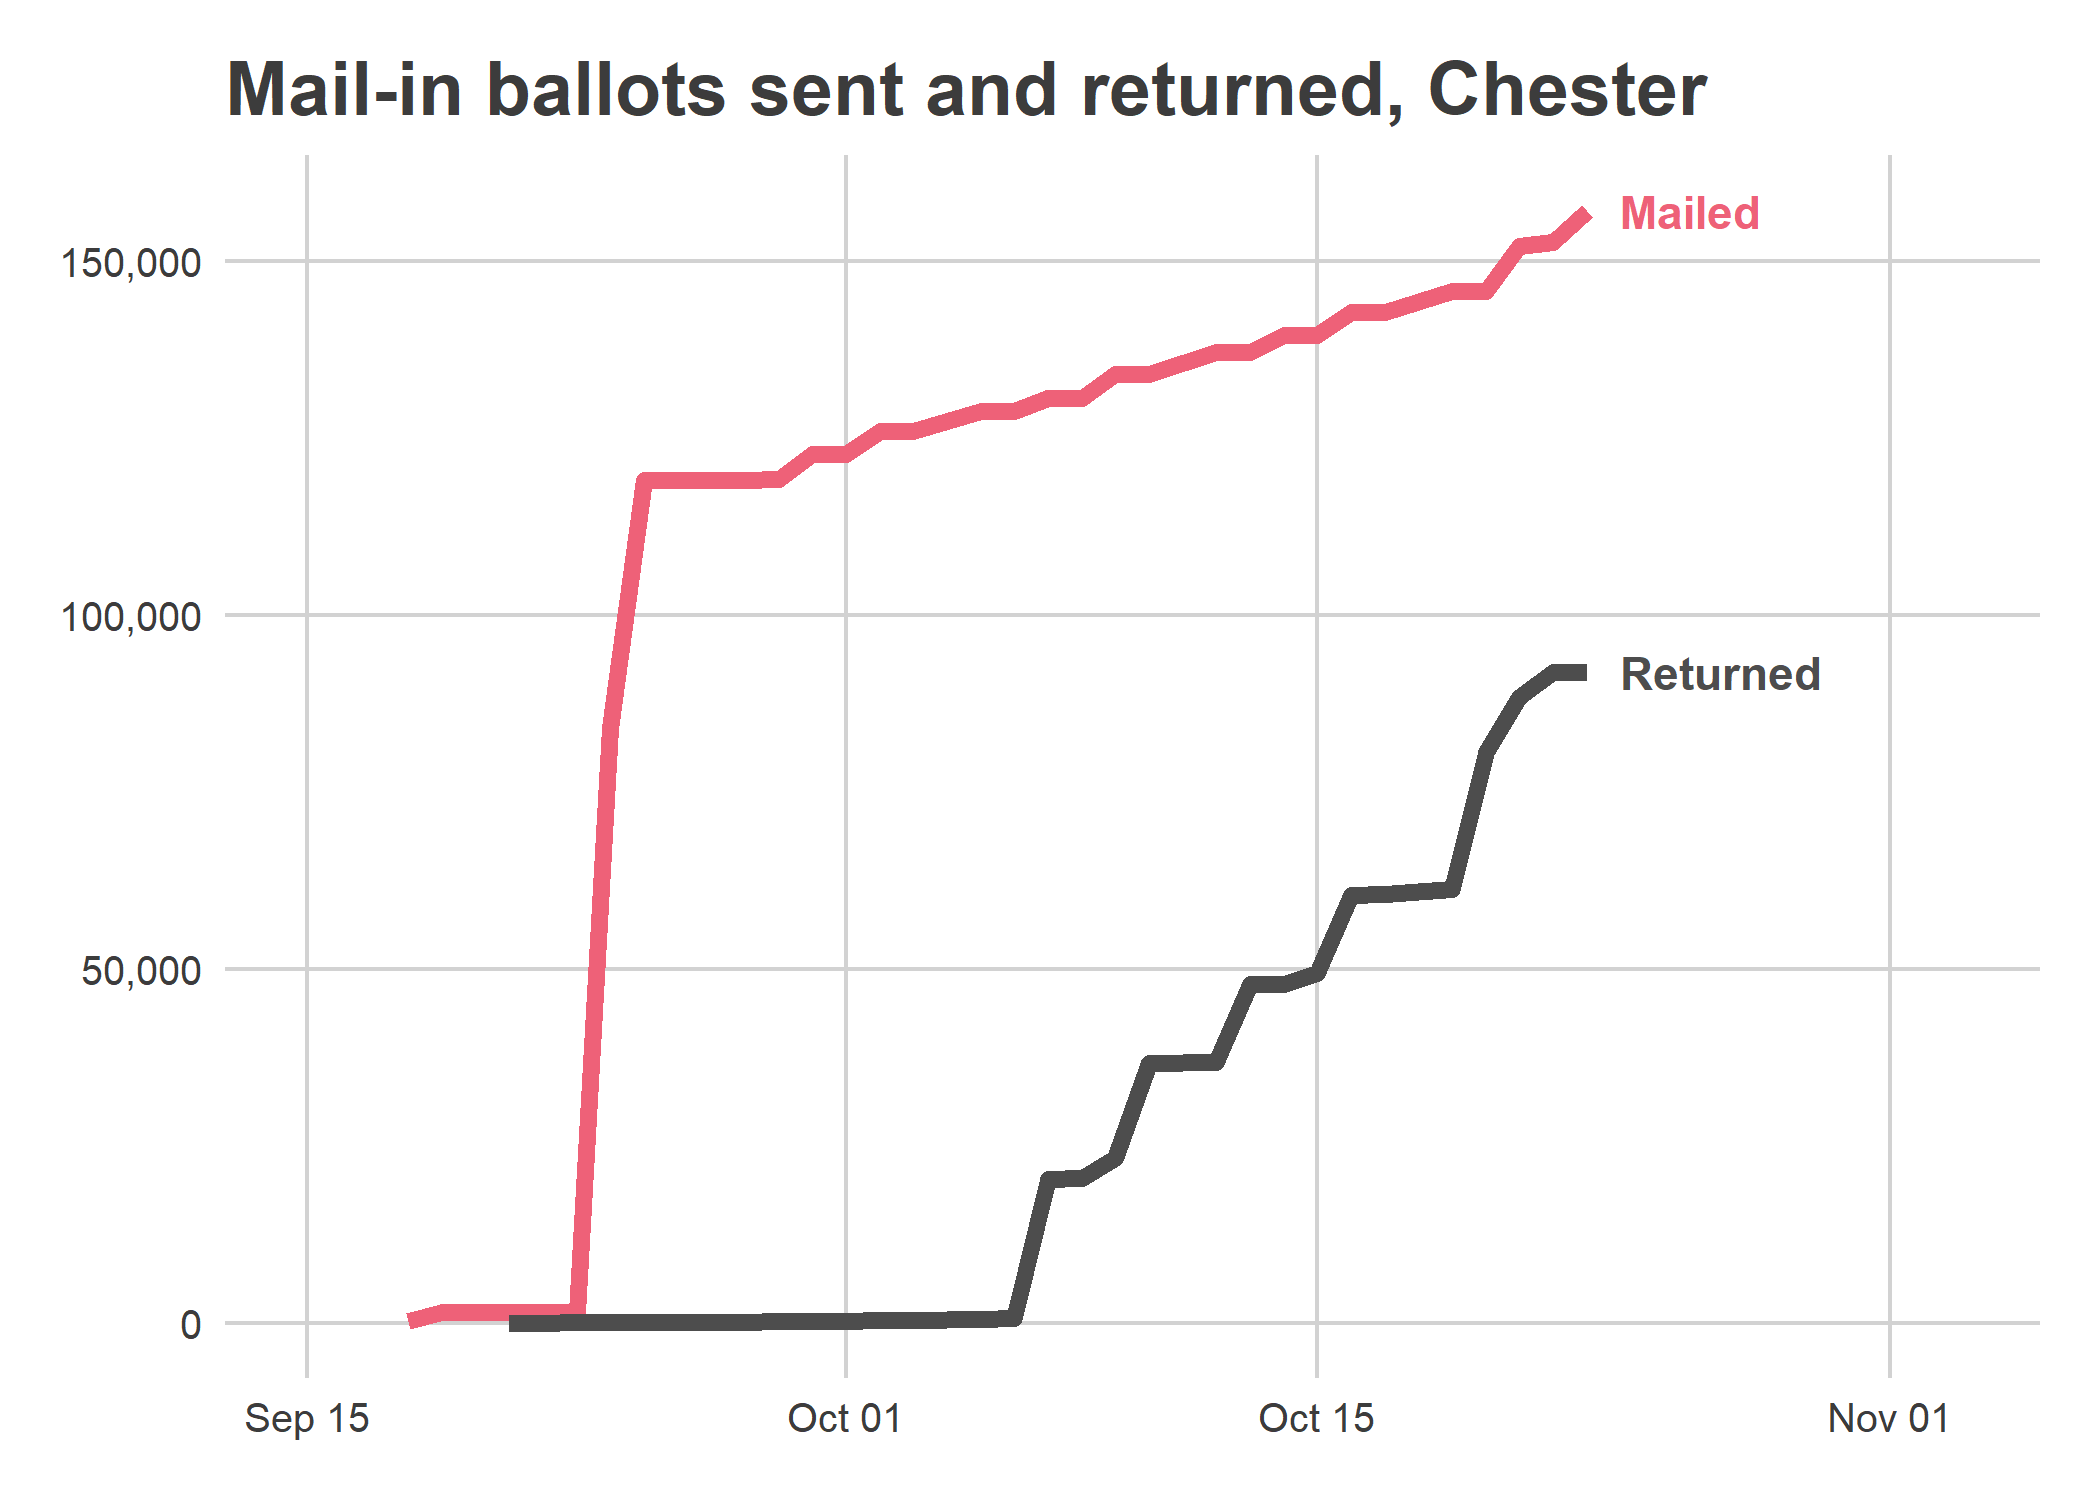 Mail-in ballots sent and returned, Chester
Mailed
150,000
100,000
Returned
50,000
0
Sep 15
Oct 01
Oct 15
Nov 01